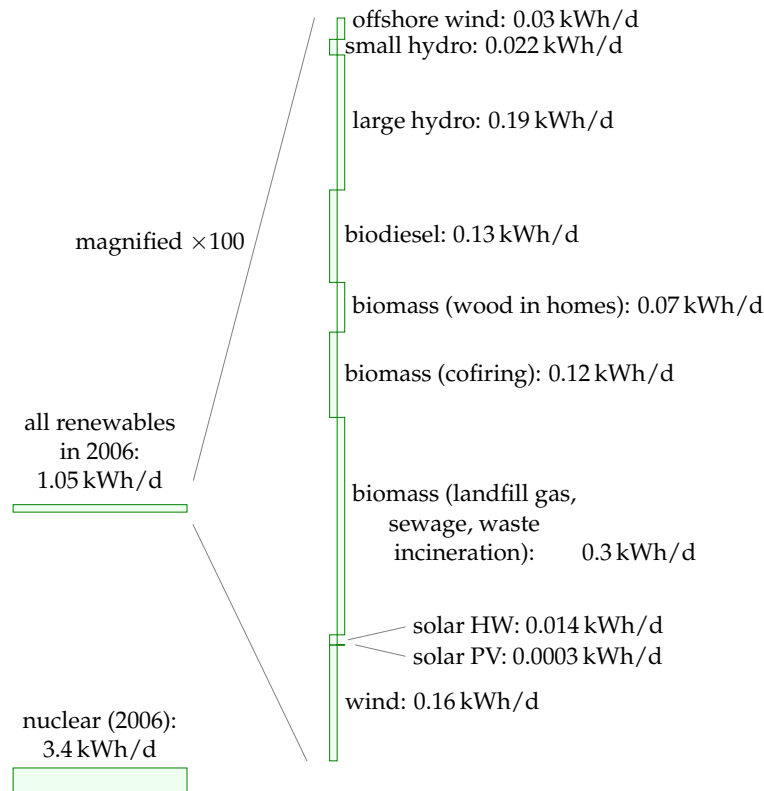 offshore wind: 0.03 kWh/d
small hydro: 0.022 kWh/d
large hydro: 0.19 kWh/d
magnified ×100
biodiesel: 0.13 kWh/d
biomass (wood in homes): 0.07 kWh/d
biomass (cofiring): 0.12 kWh/d
all renewables
in 2006:
1.05 kWh/d
biomass (landfill gas,
sewage, waste
incineration): 0.3 kWh/d
solar HW: 0.014 kWh/d
solar PV: 0.0003 kWh/d
wind: 0.16 kWh/d
nuclear (2006):
3.4 kWh/d